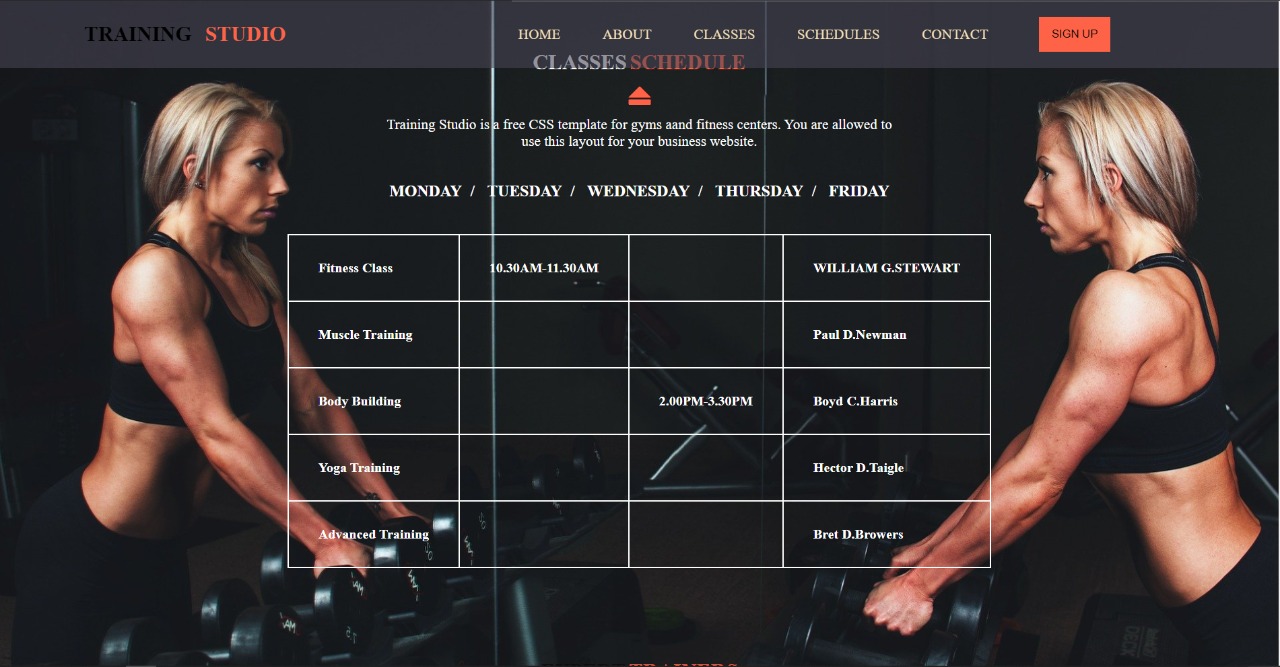 TRAINING STUDIO HOME ABOUT CLASSES SCHEDULES CONTACT SIGN UP
CLASSES SCHEDULE
Training Studio is a free CSS template for gyms aand fitness centers. You are allowed to
use this layout for your business website.
MONDAY / TUESDAY / WEDNESDAY / THURSDAY / FRIDAY
Fitness Class 10.30AM-11.30AM WILLIAM G.STEWART
Muscle Training Paul D.Newman
Body Building 2.00PM-3.30PM Boyd C.Harris
Yoga Training Hector D.Taigle
Advanced Training Bret D.Browers